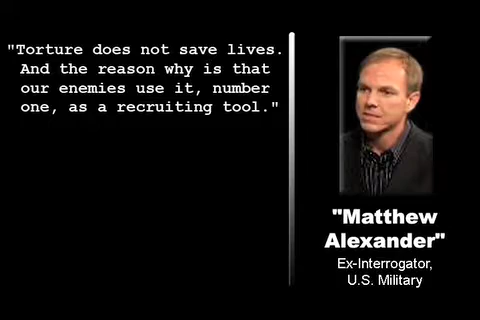 "Torture does not save lives.
And the reason why is that
our enemies use it, number
one, as a recruiting tool."
"Matthew
Alexander"
Ex-Interrogator,
U.S. Military